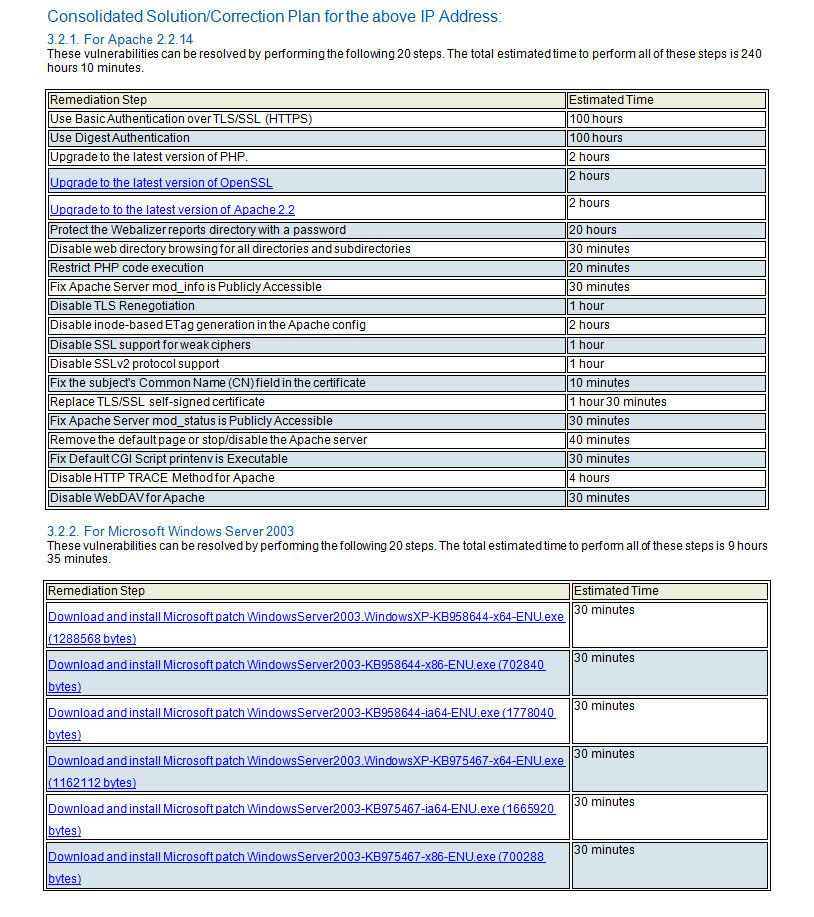 Consolidated Solution/Correction Plan for the above IP Address:
3.2.1. For Apache 2.2.14
These vulnerabilities can be resolved by performing the following 20 steps. The total estimated time to perform all of these steps is 240
hours 10 minutes.
Remediation Step Estimated Time
Use Basic Authentication over TLS/SSL (HTTPS) 100 hours
Use Digest Authentication 100 hours
Upgrade to the latest version of PHP. 2 hours
Upgrade to the latest version of OpenSSL 2 hours
Upgrade to to the latest version of Apache 2.2 2 hours
Protect the Webalizer reports directory with a password 20 hours
Disable web directory browsing for all directories and subdirectories 30 minutes
Restrict PHP code execution 20 minutes
Fix Apache Server mod_info is Publicly Accessible 30 minutes
Disable TLS Renegotiation 1 hour
Disable inode-based ETag generation in the Apache config 2 hours
Disable SSL support for weak ciphers 1 hour
Disable SSLv2 protocol support 1 hour
Fix the subject's Common Name (CN) field in the certificate 10 minutes
Replace TLS/SSL self-signed certificate 1 hour 30 minutes
Fix Apache Server mod_status is Publicly Accessible 30 minutes
Remove the default page or stop/disable the Apache server 40 minutes
Fix Default CGI Script printenv is Executable 30 minutes
Disable HTTP TRACE Method for Apache 4 hours
Disable WebDAV for Apache 30 minutes
3.2.2. For Microsoft Windows Server 2003
These vulnerabilities can be resolved by performing the following 20 steps. The total estimated time to perform all of these steps is 9 hours
35 minutes.
Remediation Step Estimated Time
Download and install Microsoft patch WindowsServer2003.WindowsXP-KB958644-x64-ENU.exe 30 minutes
(1288568 bytes)
Download and install Microsoft patch WindowsServer2003-KB958644-x86-ENU.exe (702840 30 minutes
bytes)
Download and install Microsoft patch WindowsServer2003-KB958644-ia64-ENU.exe (1778040 30 minutes
bytes)
Download and install Microsoft patch WindowsServer2003.WindowsXP-KB975467-x64-ENU.exe 30 minutes
(1162112 bytes)
Download and install Microsoft patch WindowsServer2003-KB975467-ia64-ENU.exe (1665920 30 minutes
bytes)
Download and install Microsoft patch WindowsServer2003-KB975467-x86-ENU.exe (700288 30 minutes
bytes)